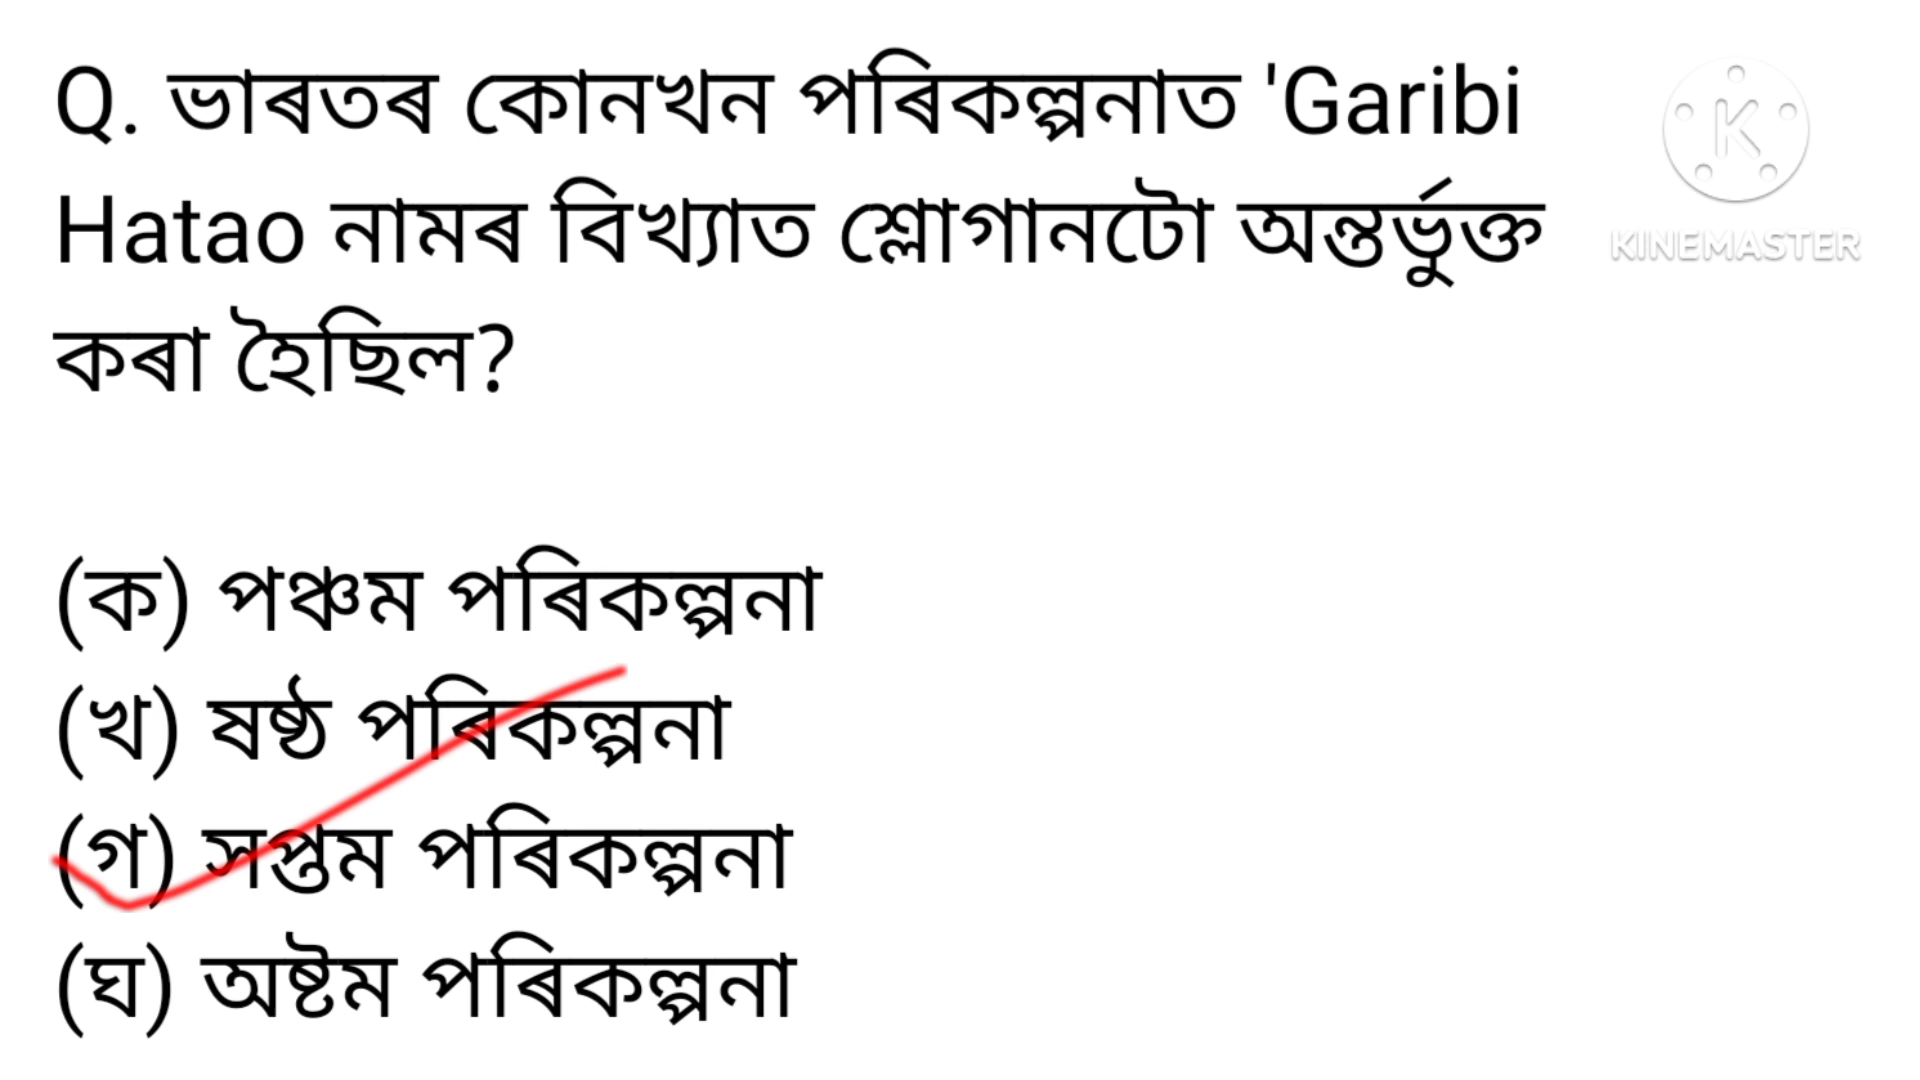 Q. ভাৰতৰ কোনখন পৰিকল্পনাত 'Garibi
Hatao নামৰ বিখ্যাত শ্লোগানটো অন্তৰ্ভুক্ত
কৰা হৈছিল?
K
KINEMASTER
(ক) পঞ্চম পৰিকল্পনা
(খ) ষষ্ঠ পৰিকল্পনা
(গ) সপ্তম পৰিকল্পনা
(ঘ) অষ্টম পৰিকল্পনা